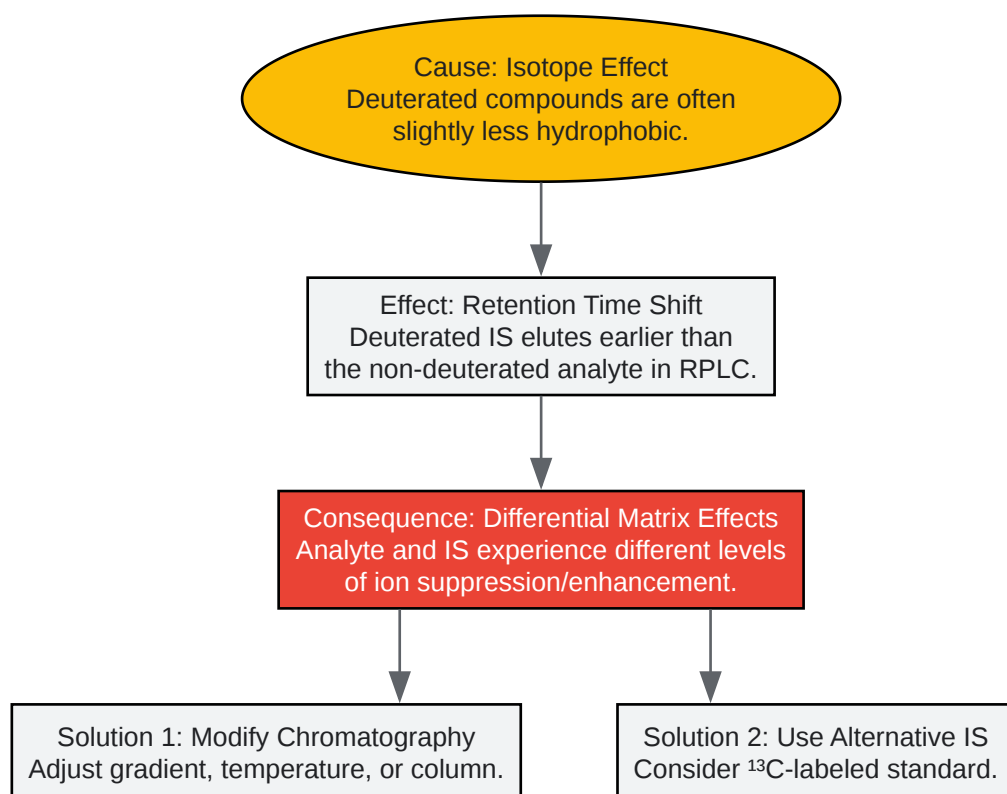 Cause: Isotope Effect
Deuterated compounds are often
slightly less hydrophobic.
Effect: Retention Time Shift
Deuterated IS elutes earlier than
the non-deuterated analyte in RPLC.
Consequence: Differential Matrix Effects
Analyte and IS experience different levels
of ion suppression/enhancement.
Solution 1: Modify Chromatography
Adjust gradient, temperature, or column.
Solution 2: Use Alternative IS
Consider ¹³C-labeled standard.